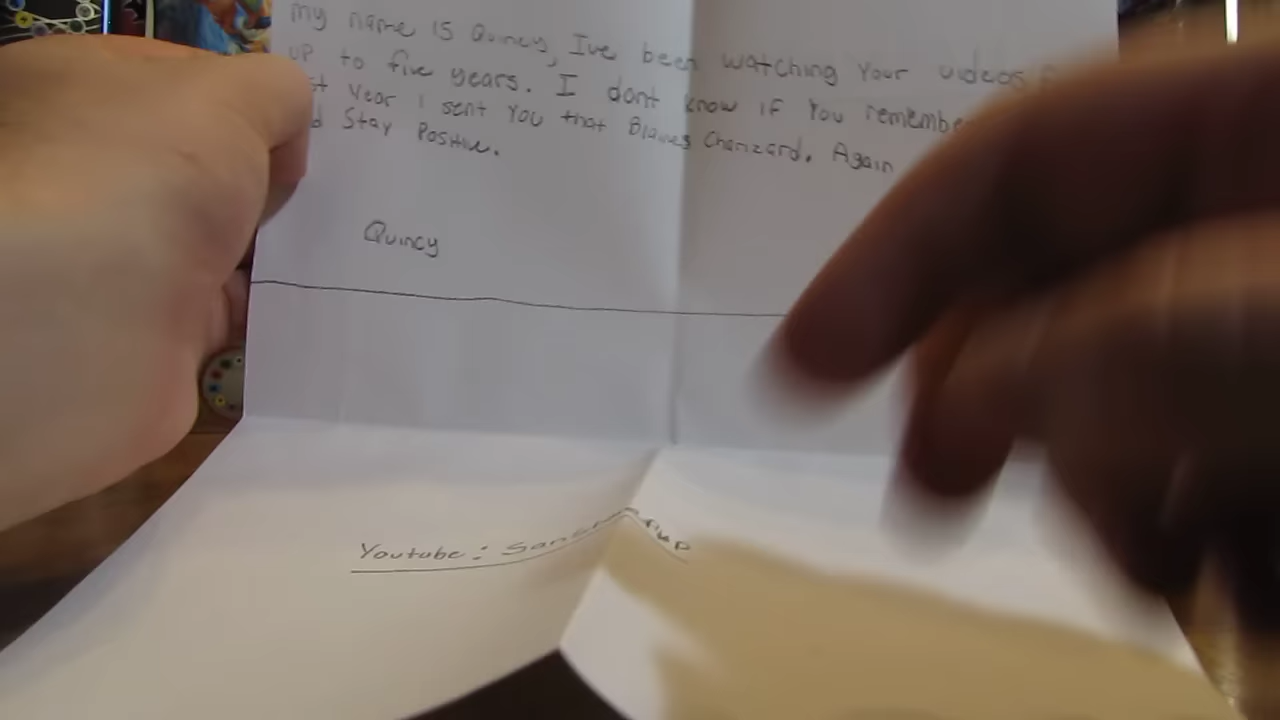 my name is Quincy, Ive been watching your videos
up to five years. I dont know if You remember
Year I sent You that Blaines Charizard. Again
Stay Positive.
Quincy
Youtube: